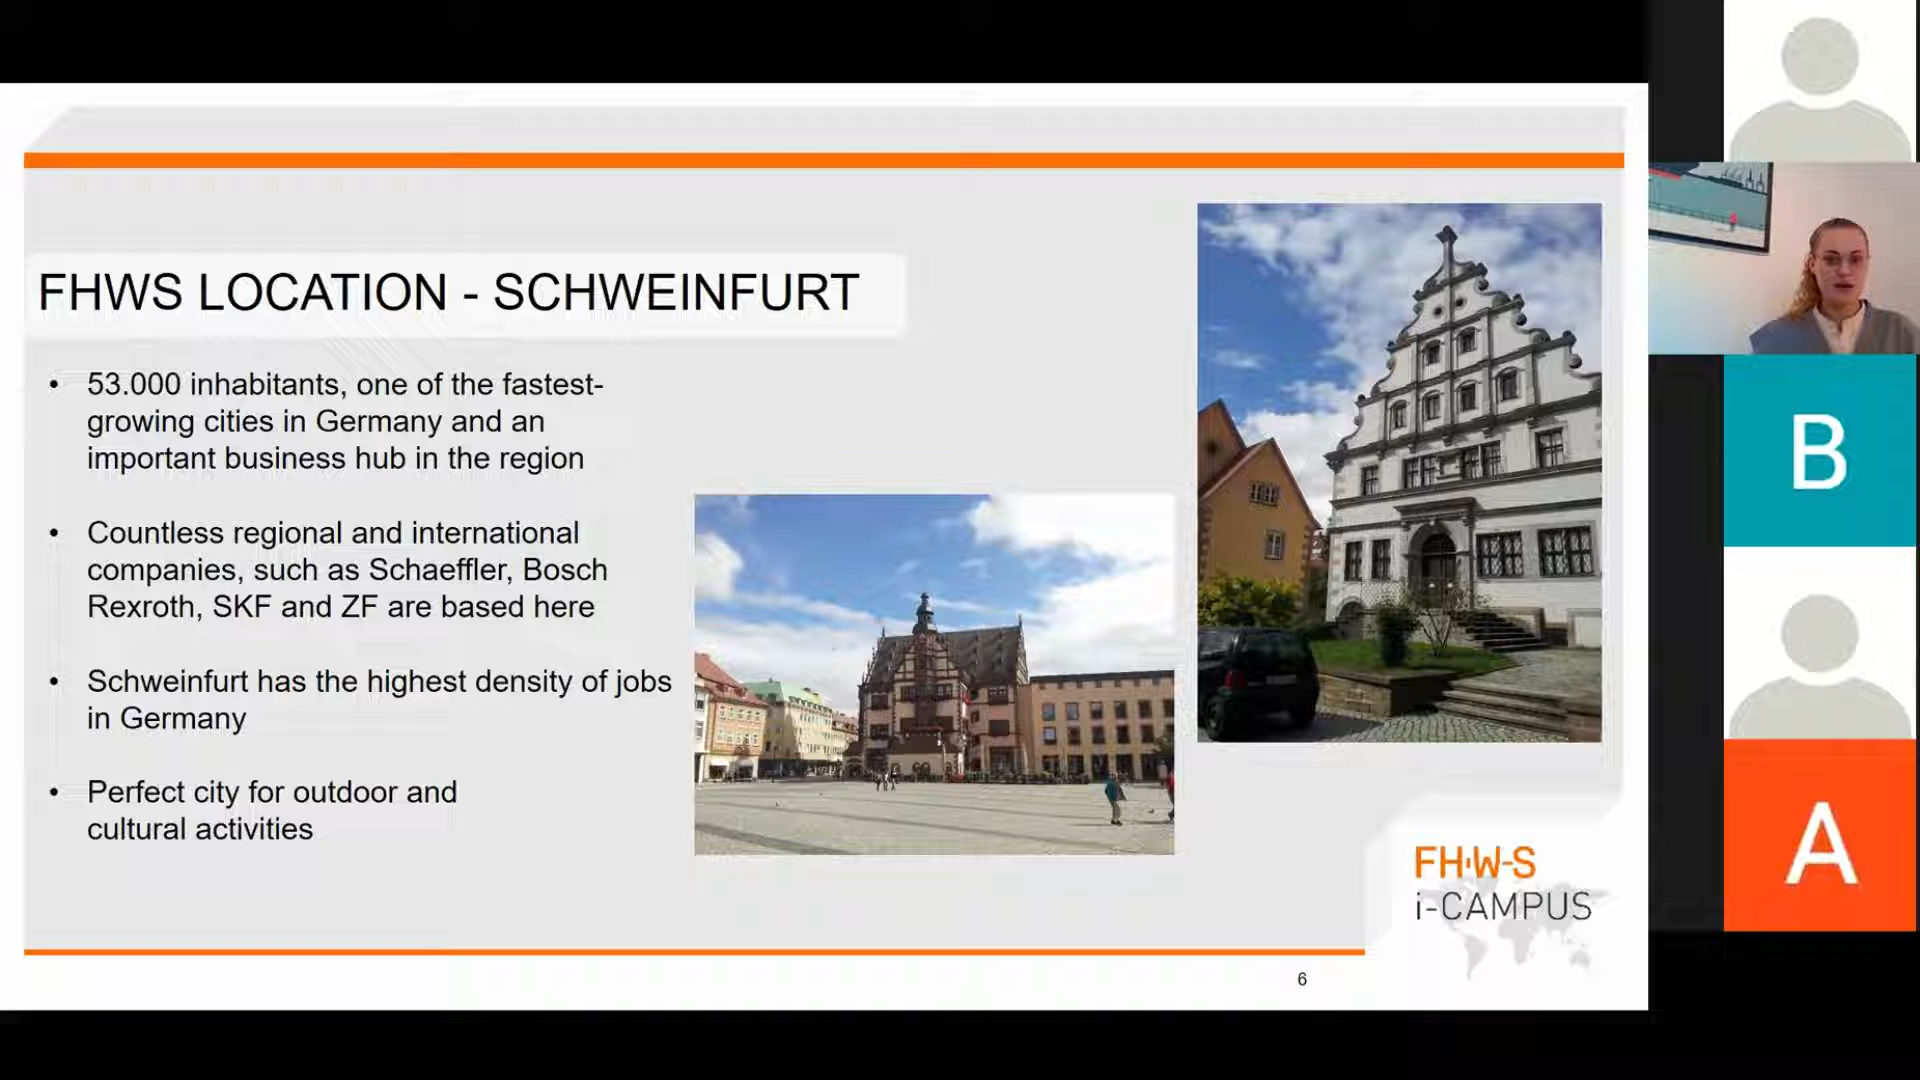 FHWS LOCATION - SCHWEINFURT
• 53.000 inhabitants, one of the fastest-
growing cities in Germany and an
important business hub in the region
• Countless regional and international
companies, such as Schaeffler, Bosch
Rexroth, SKF and ZF are based here
• Schweinfurt has the highest density of jobs
in Germany
• Perfect city for outdoor and
cultural activities
FH·W-S
i-CAMPUS
6
B
A